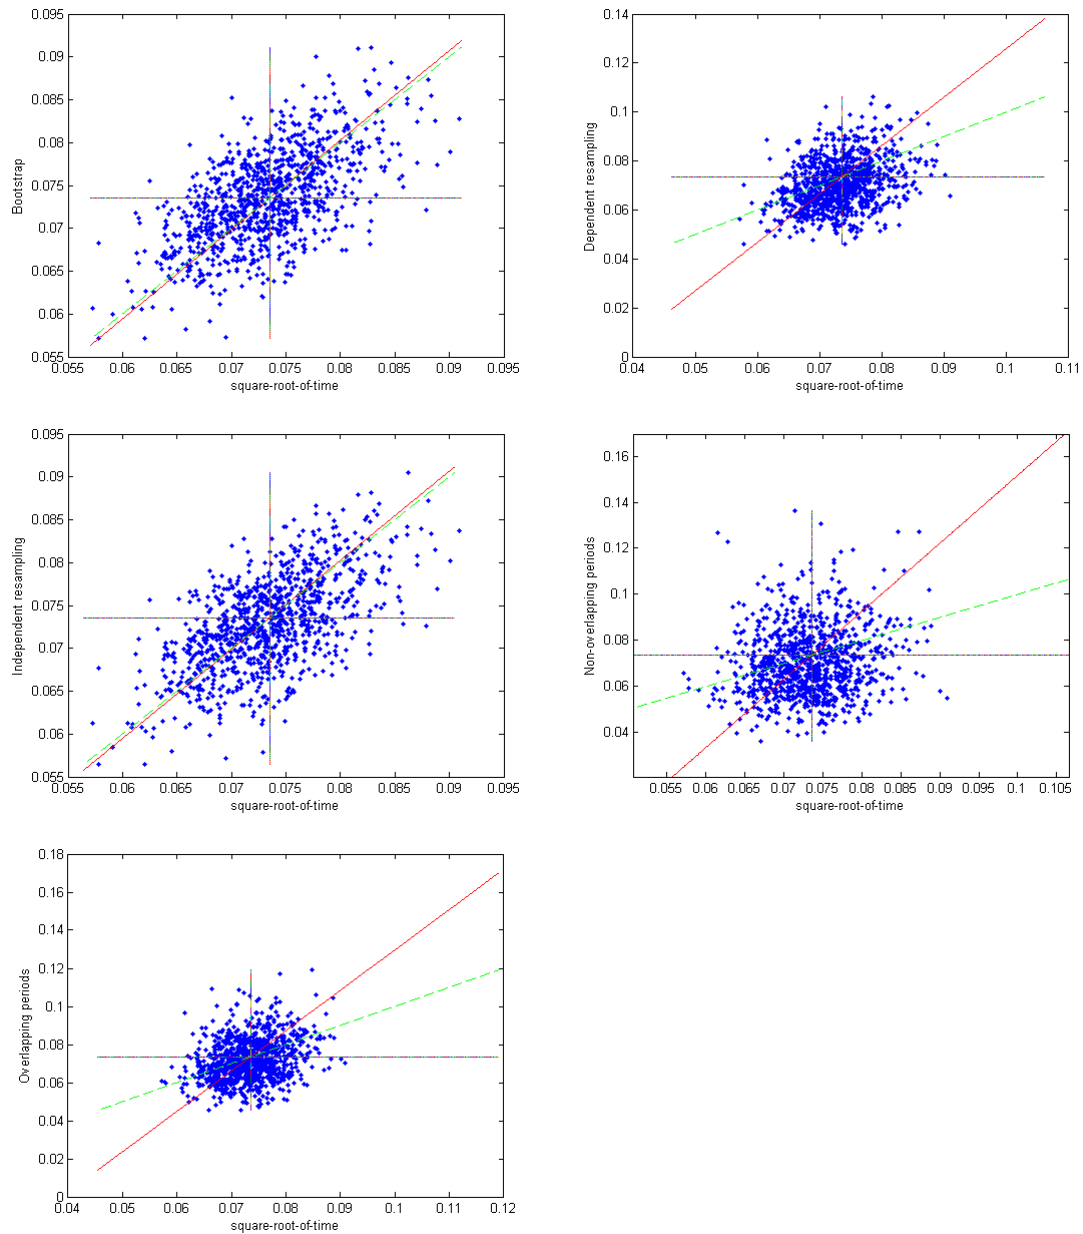 0.095
0.09
0.085
0.08
0.075
0.07
0.065
0.06
0.055
Bootstrap
0.055 0.06 0.065 0.07 0.075 0.08 0.085 0.09 0.095
square-root-of-time
0.14
0.12
0.1
0.08
0.06
0.04
0.02
0
Dependent resampling
0.04 0.05 0.06 0.07 0.08 0.09 0.1 0.11
square-root-of-time
0.095
0.09
0.085
0.08
0.075
0.07
0.065
0.06
0.055
Independent resampling
0.055 0.06 0.065 0.07 0.075 0.08 0.085 0.09 0.095
square-root-of-time
0.16
0.14
0.12
0.1
0.08
0.06
0.04
Non-overlapping periods
0.055 0.06 0.065 0.07 0.075 0.08 0.085 0.09 0.095 0.1 0.105
square-root-of-time
0.18
0.16
0.14
0.12
0.1
0.08
0.06
0.04
0.02
0
Overlapping periods
0.04 0.05 0.06 0.07 0.08 0.09 0.1 0.11 0.12
square-root-of-time